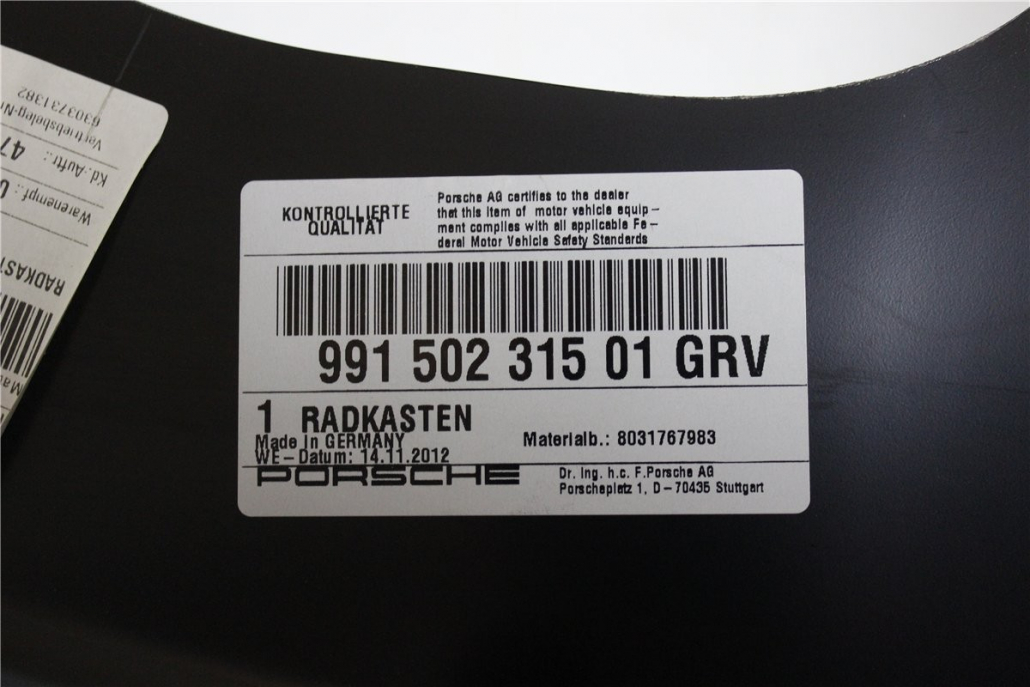 KONTROLLIERTE
QUALITÄT
Porsche AG certifies to the dealer
that this item of motor vehicle equip-
ment complies with all applicable Fe-
deral Motor Vehicle Safety Standards
991 502 315 01 GRV
1 RADKASTEN
Made in GERMANY
WE-Datum: 14.11.2012
Materialb.: 8031767983
PORSCHE
Dr. Ing. h.c. F.Porsche AG
Porscheplatz 1, D-70435 Stuttgart
RADKAST
Warenempf.:
Kd.Auftr.: 47
Vertriebsbeleg-Nr
6303731382